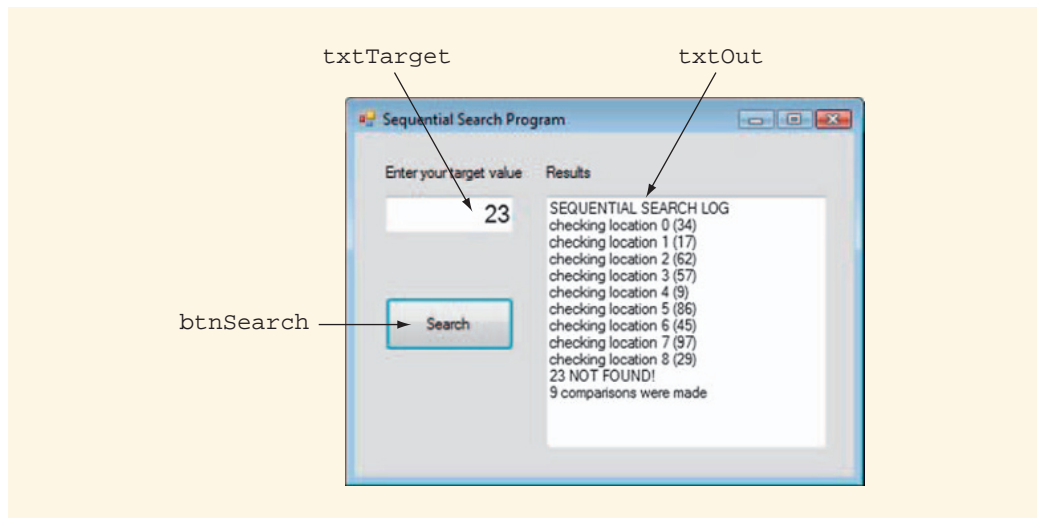 txtTarget
txtOut
Sequential Search Program
Enter your target value
Results
23
SEQUENTIAL SEARCH LOG
checking location 0 (34)
checking location 1 (17)
checking location 2 (62)
checking location 3 (57)
checking location 4 (9)
checking location 5 (86)
checking location 6 (45)
checking location 7 (97)
checking location 8 (29)
23 NOT FOUND!
9 comparisons were made
btnSearch
Search